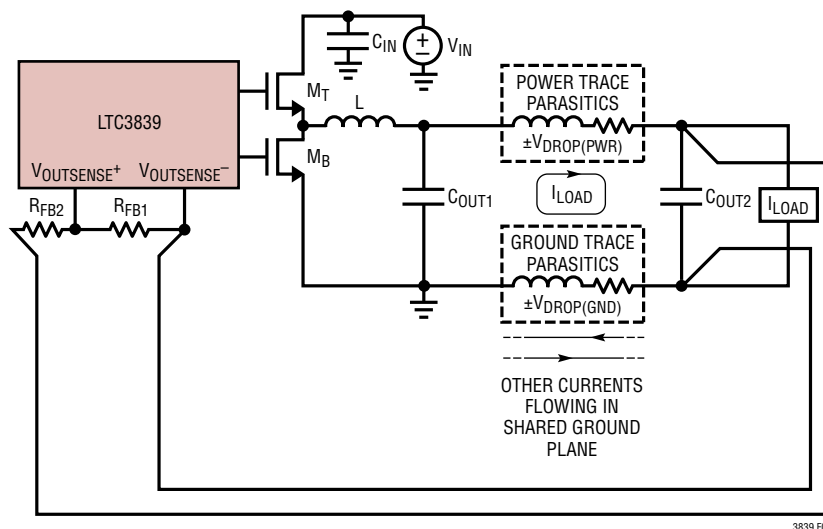 CIN
+
–
VIN
MT
L
LTC3839
MB
VOUTSENSE+ VOUTSENSE–
RFB2 RFB1
COUT1
POWER TRACE
PARASITICS
±VDROP(PWR)
ILOAD
COUT2
ILOAD
GROUND TRACE
PARASITICS
±VDROP(GND)
OTHER CURRENTS
FLOWING IN
SHARED GROUND
PLANE